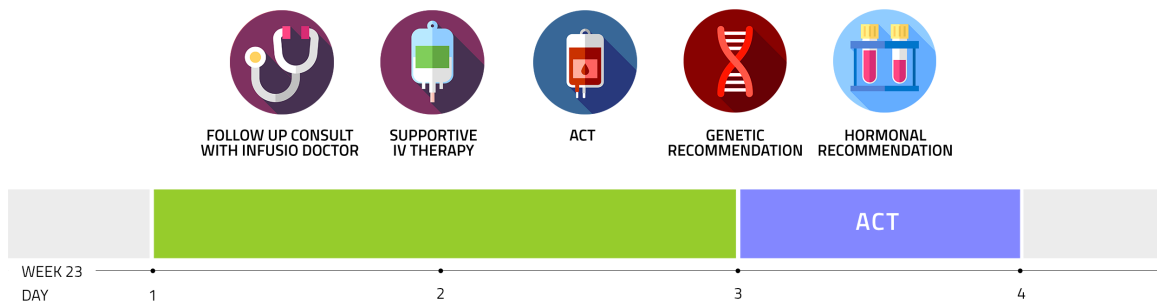 FOLLOW UP CONSULT
WITH INFUSIO DOCTOR
SUPPORTIVE
IV THERAPY
ACT
GENETIC
RECOMMENDATION
HORMONAL
RECOMMENDATION
ACT
WEEK 23
DAY 1 2 3 4